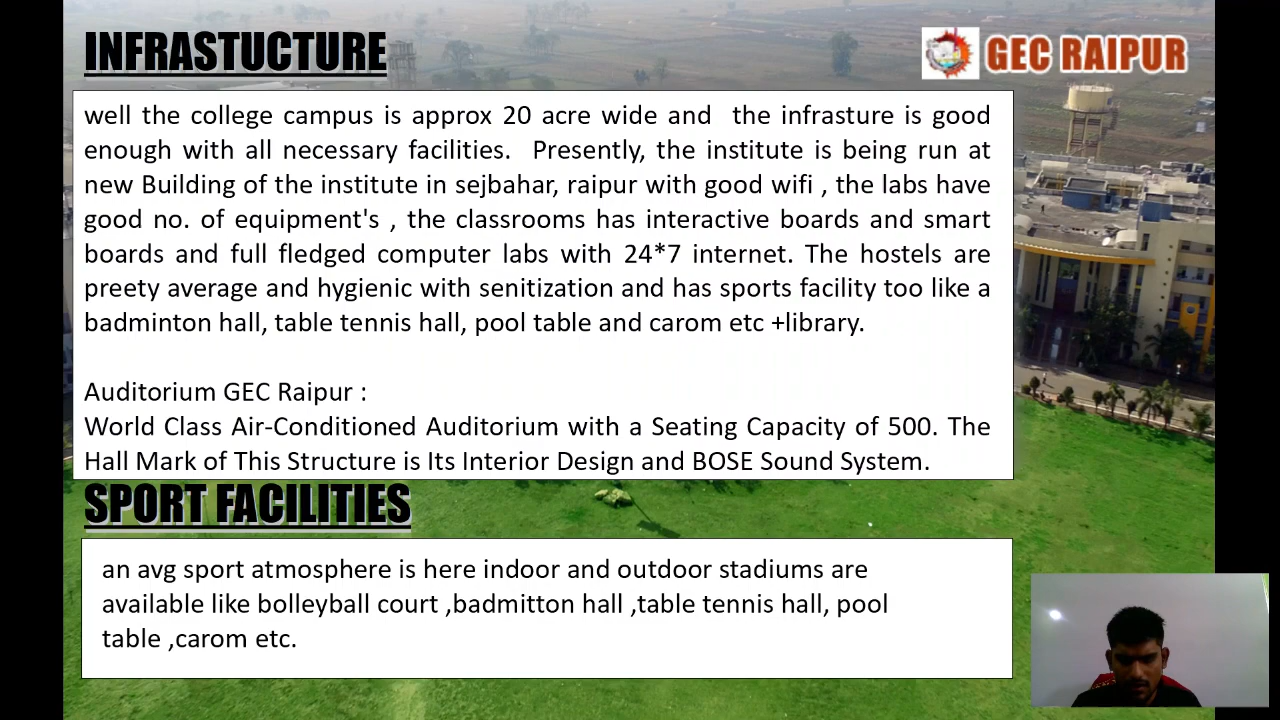 INFRASTUCTURE
GEC RAIPUR
well the college campus is approx 20 acre wide and  the infrasture is good
enough with all necessary facilities.  Presently, the institute is being run at
new Building of the institute in sejbahar, raipur with good wifi , the labs have
good no. of equipment's , the classrooms has interactive boards and smart
boards and full fledged computer labs with 24*7 internet. The hostels are
preety average and hygienic with senitization and has sports facility too like a
badminton hall, table tennis hall, pool table and carom etc +library.
Auditorium GEC Raipur :
World Class Air-Conditioned Auditorium with a Seating Capacity of 500. The
Hall Mark of This Structure is Its Interior Design and BOSE Sound System.
SPORT FACILITIES
an avg sport atmosphere is here indoor and outdoor stadiums are
available like bolleyball court ,badmitton hall ,table tennis hall, pool
table ,carom etc.